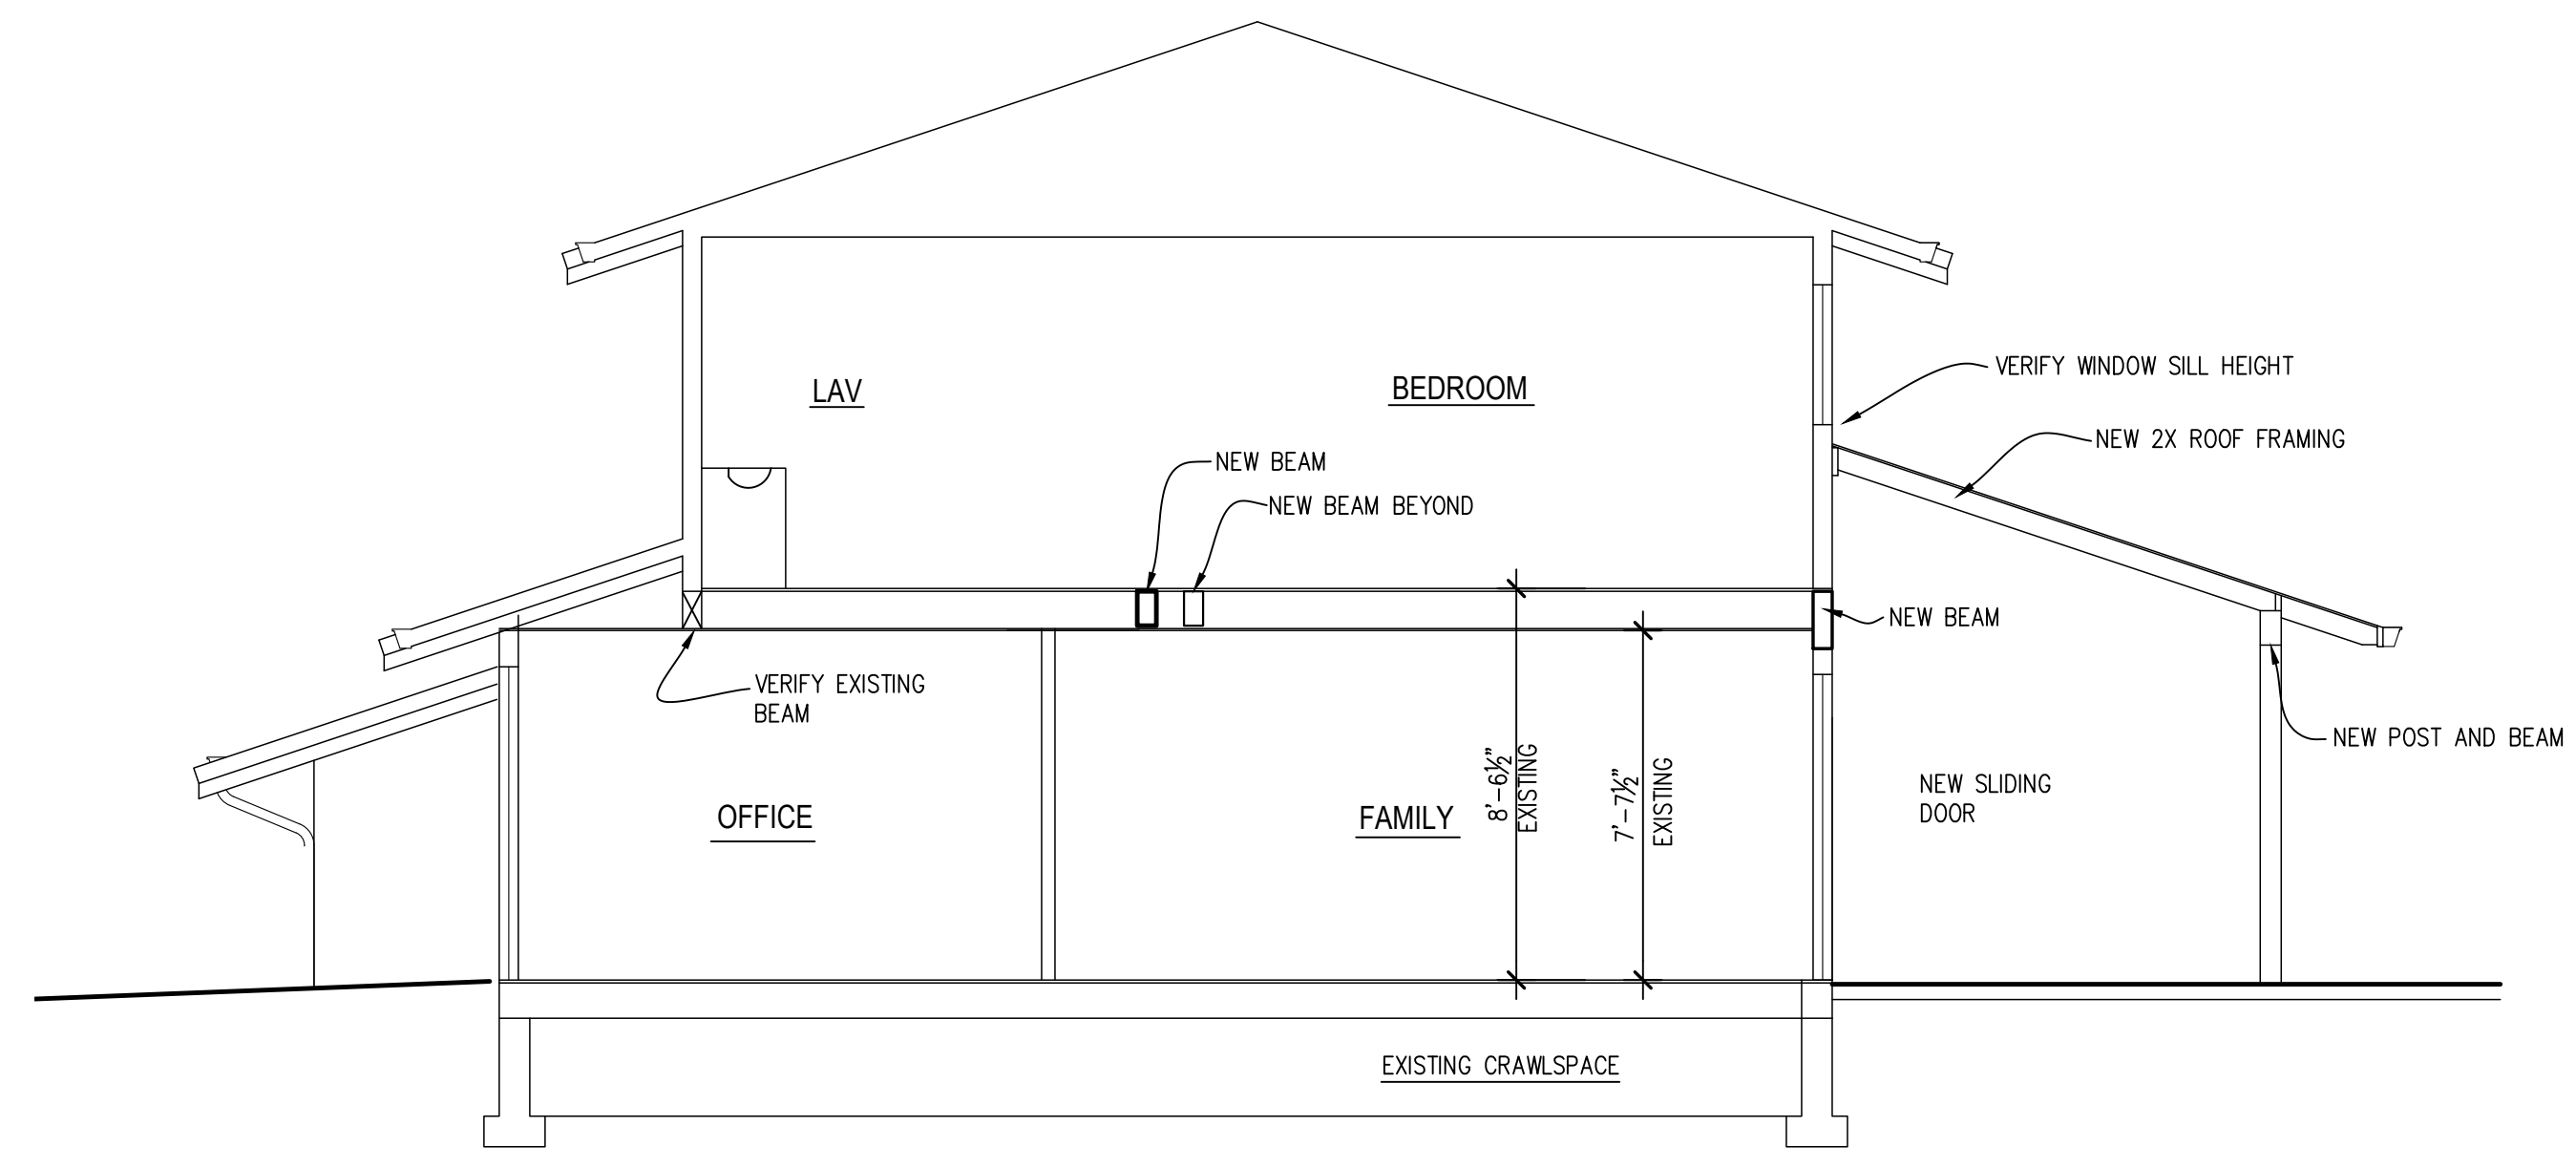 VERIFY WINDOW SILL HEIGHT
LAV
BEDROOM
NEW 2X ROOF FRAMING
NEW BEAM
NEW BEAM BEYOND
NEW BEAM
VERIFY EXISTING
BEAM
NEW POST AND BEAM
8'-6½"
EXISTING
7'-7½"
EXISTING
NEW SLIDING
DOOR
OFFICE
FAMILY
EXISTING CRAWLSPACE